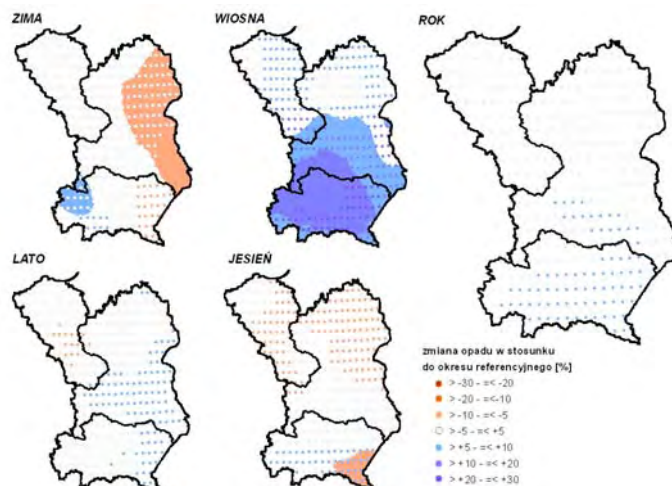 ZIMA
WIOSNA
ROK
LATO
JESIEŃ
zmiana opadu w stosunku
do okresu referencyjnego [%]
> -30 - =< -20
> -20 - =<-10
> -10 - =< -5
> -5 - =< +5
> +5 - =< +10
> +10 - =< +20
> +20 - =< +30